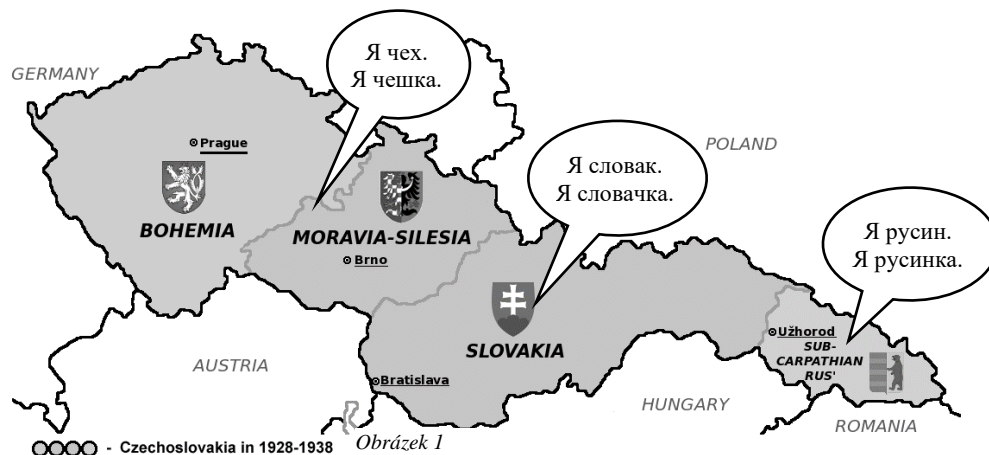 Я чех.
Я чешка.
GERMANY
POLAND
Prague
Я словак.
Я словачка.
BOHEMIA
MORAVIA-SILESIA
Brno
Я русин.
Я русинка.
SLOVAKIA
Užhorod
SUB-
CARPATHIAN
RUS'
AUSTRIA
Bratislava
HUNGARY
ROMANIA
- Czechoslovakia in 1928-1938
Obrázek 1